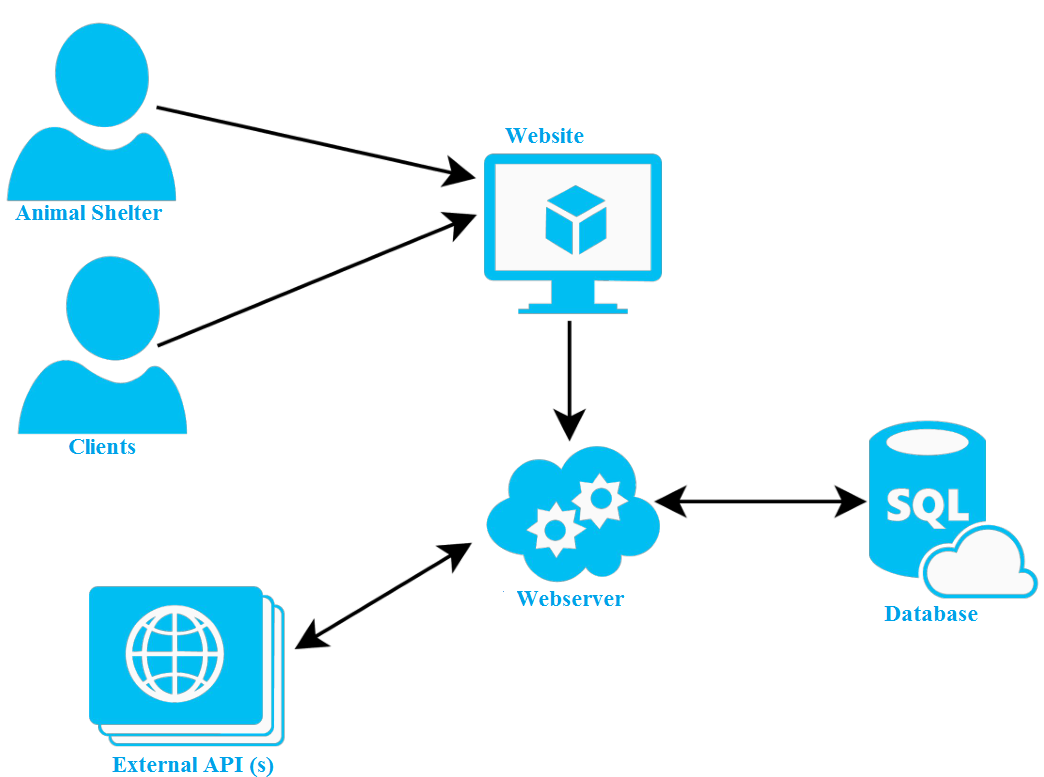 Animal Shelter
Website
Clients
Webserver
SQL
Database
External API (s)